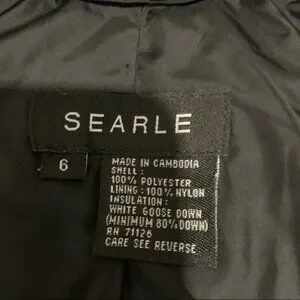 SEARLE
6
MADE IN CAMBODIA
SHELL:
100% POLYESTER
LINING: 100% NYLON
INSULATION:
WHITE GOOSE DOWN
(MINIMUM 80% DOWN)
RN 71126
CARE SEE REVERSE